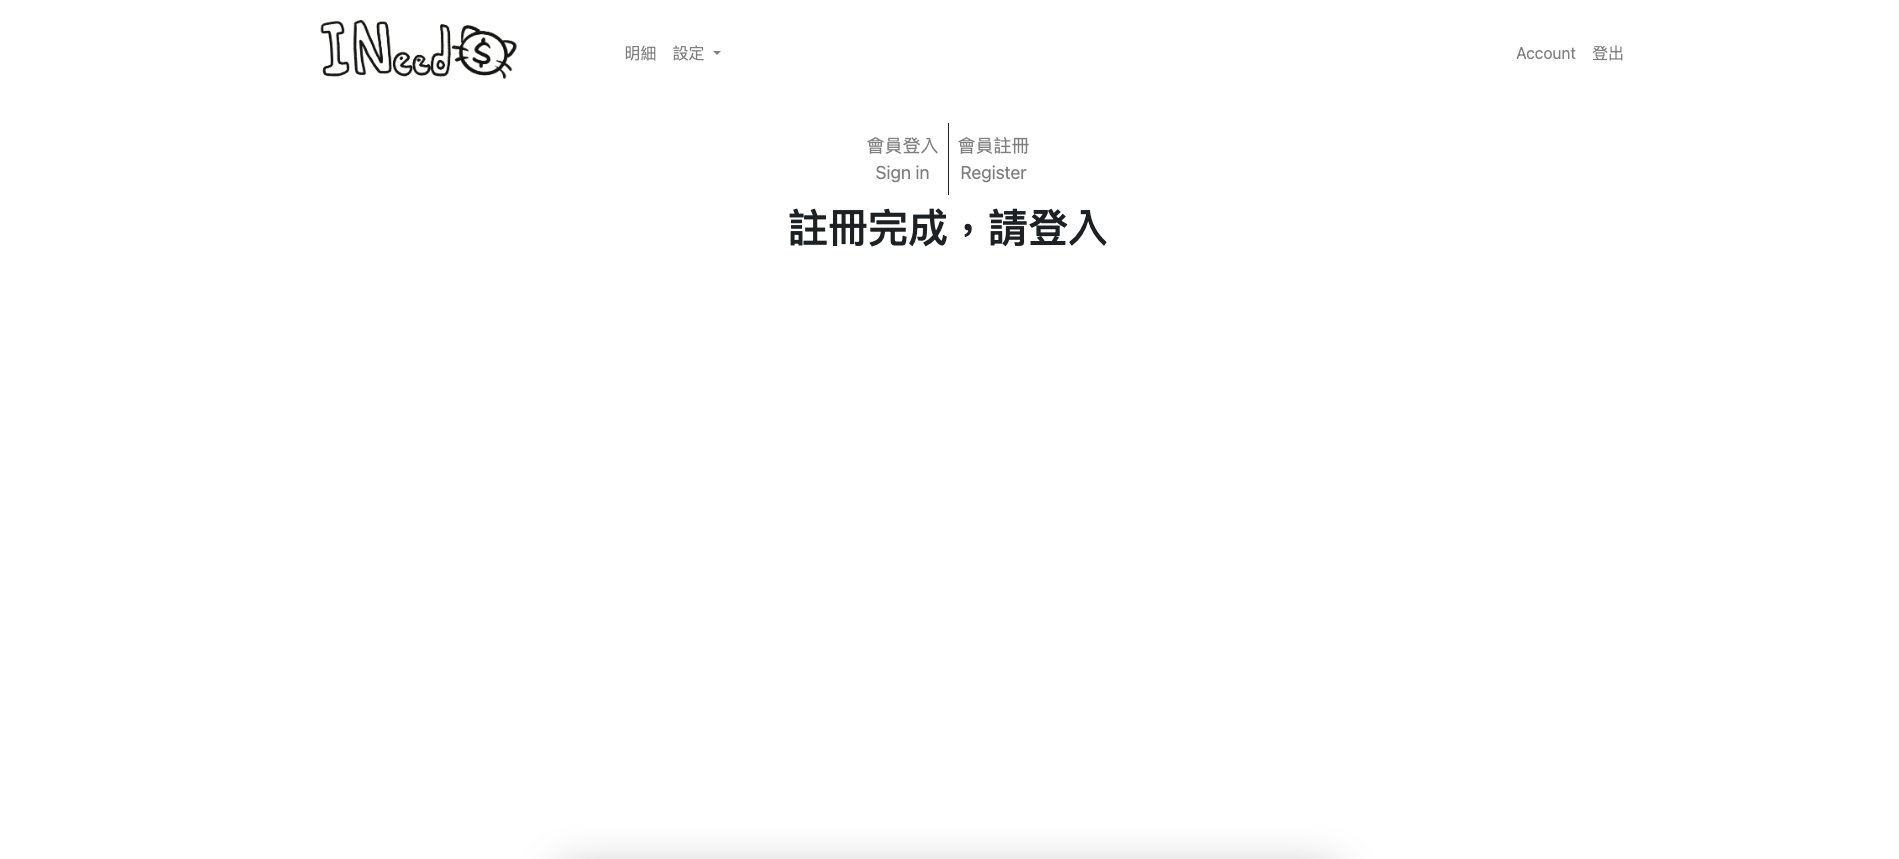 INeed$
明細 設定
Account 登出
會員登入 會員註冊
Sign in Register
註冊完成，請登入